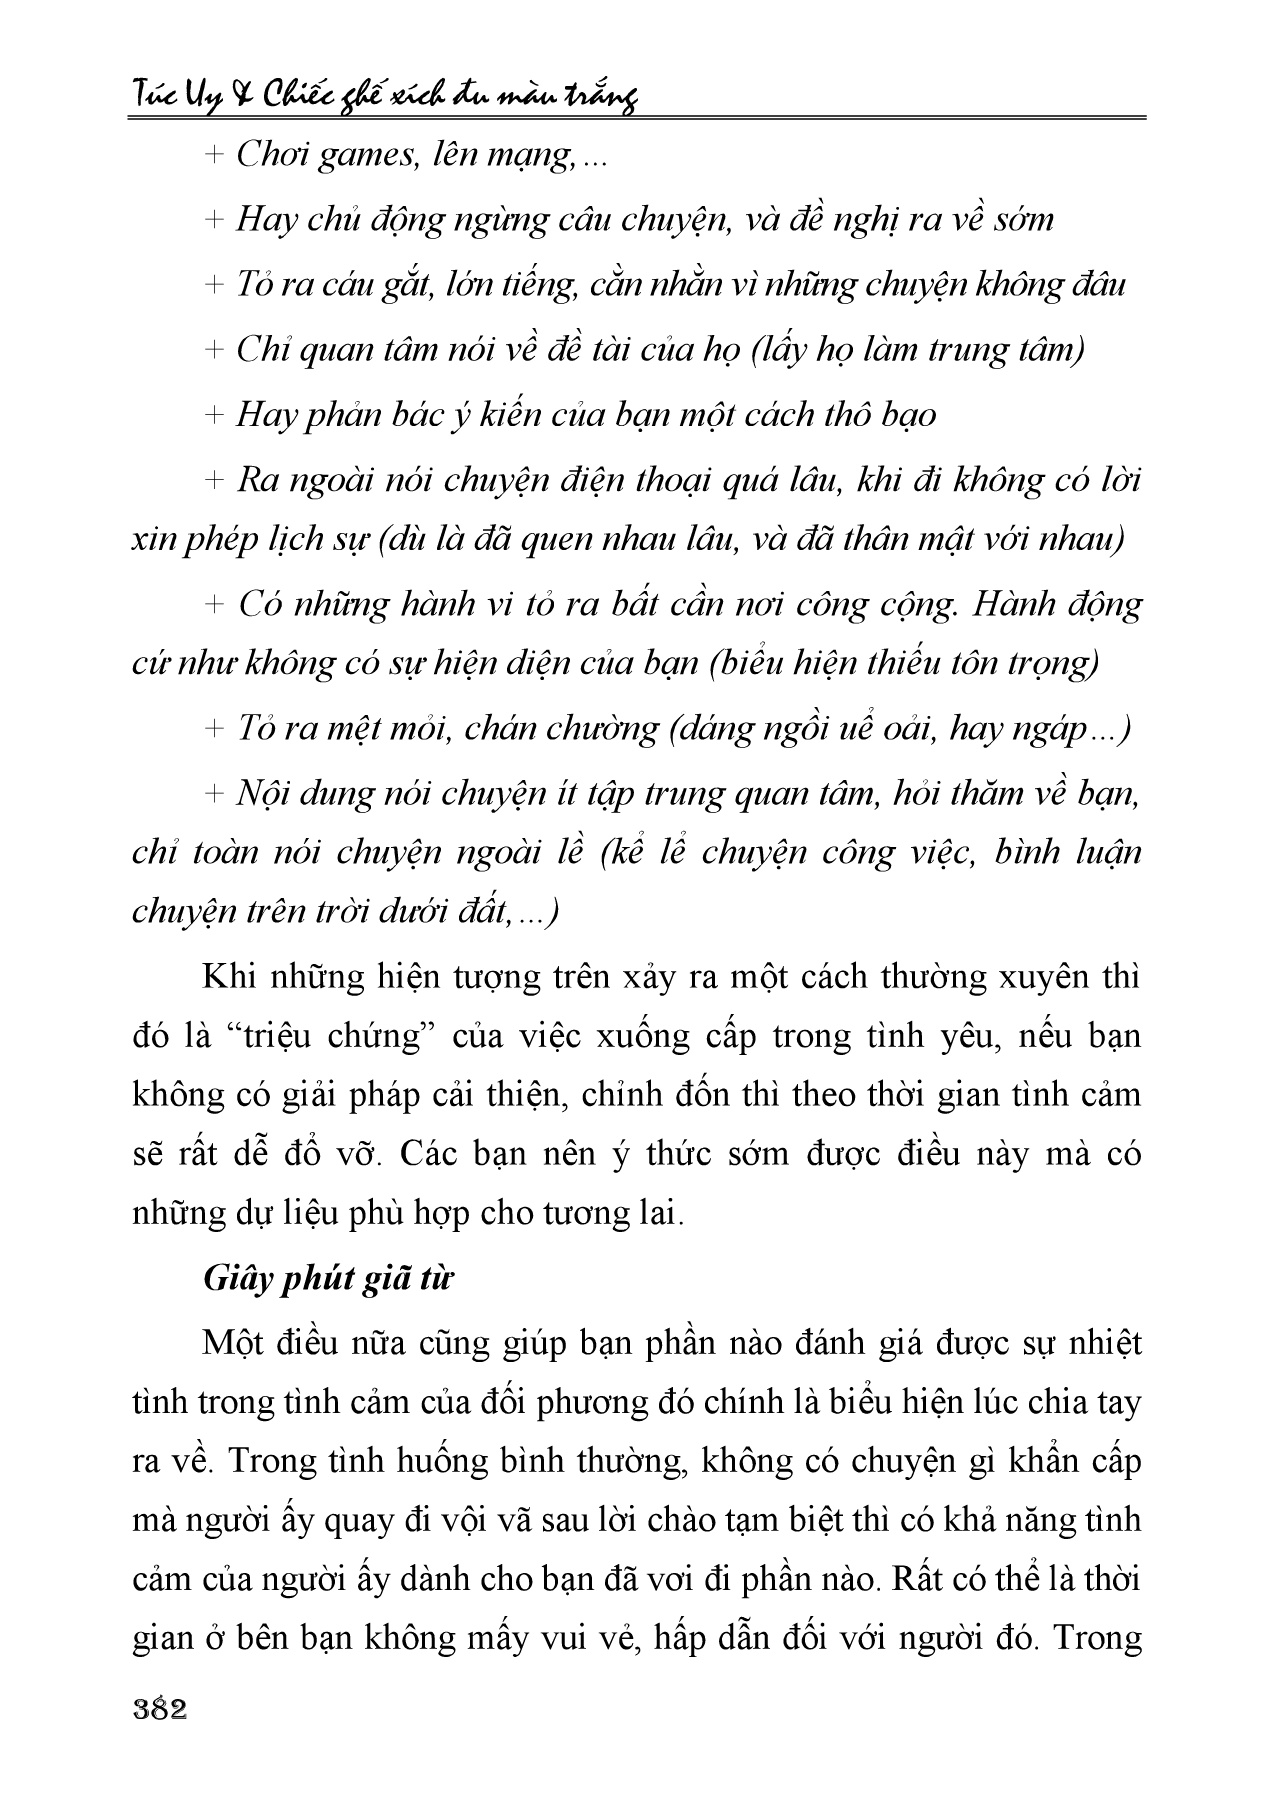 Túc Uy & Chiếc ghế xích đu màu trắng
+ Chơi games, lên mạng,...
+ Hay chủ động ngừng câu chuyện, và đề nghị ra về sớm
+ Tỏ ra cáu gắt, lớn tiếng, cằn nhằn vì những chuyện không đâu
+ Chỉ quan tâm nói về đề tài của họ (lấy họ làm trung tâm)
+ Hay phản bác ý kiến của bạn một cách thô bạo
+ Ra ngoài nói chuyện điện thoại quá lâu, khi đi không có lời
xin phép lịch sự (dù là đã quen nhau lâu, và đã thân mật với nhau)
+ Có những hành vi tỏ ra bất cần nơi công cộng. Hành động
cứ như không có sự hiện diện của bạn (biểu hiện thiếu tôn trọng)
+ Tỏ ra mệt mỏi, chán chường (dáng ngồi uể oải, hay ngáp...)
+ Nội dung nói chuyện ít tập trung quan tâm, hỏi thăm về bạn,
chỉ toàn nói chuyện ngoài lề (kể lể chuyện công việc, bình luận
chuyện trên trời dưới đất,...)
Khi những hiện tượng trên xảy ra một cách thường xuyên thì
đó là “triệu chứng” của việc xuống cấp trong tình yêu, nếu bạn
không có giải pháp cải thiện, chỉnh đốn thì theo thời gian tình cảm
sẽ rất dễ đổ vỡ. Các bạn nên ý thức sớm được điều này mà có
những dự liệu phù hợp cho tương lai.
Giây phút giã từ
Một điều nữa cũng giúp bạn phần nào đánh giá được sự nhiệt
tình trong tình cảm của đối phương đó chính là biểu hiện lúc chia tay
ra về. Trong tình huống bình thường, không có chuyện gì khẩn cấp
mà người ấy quay đi vội vã sau lời chào tạm biệt thì có khả năng tình
cảm của người ấy dành cho bạn đã vơi đi phần nào. Rất có thể là thời
gian ở bên bạn không mấy vui vẻ, hấp dẫn đối với người đó. Trong
382